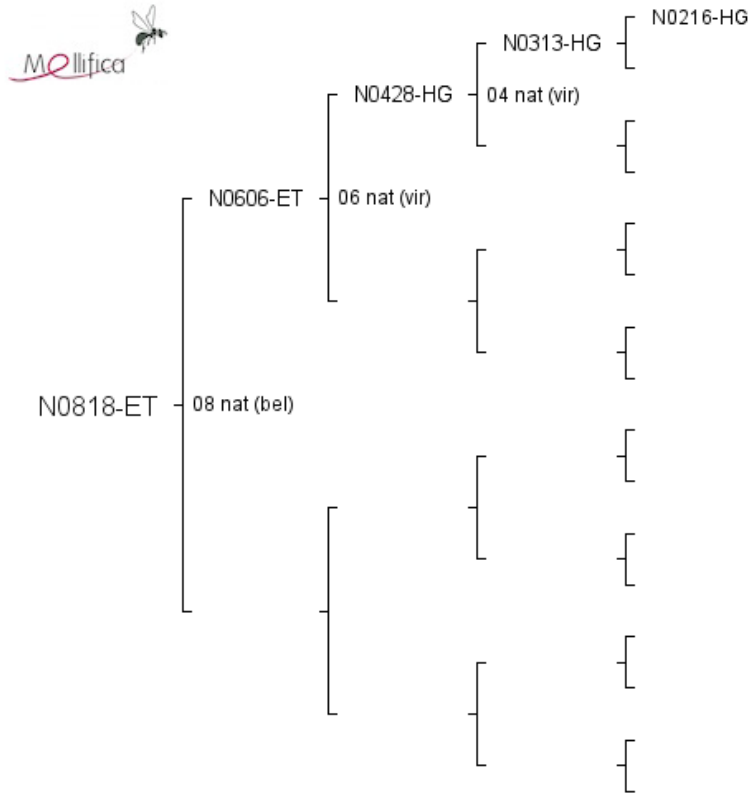 Mellifica
N0216-HG
N0313-HG
N0428-HG
04 nat (vir)
N0606-ET
06 nat (vir)
N0818-ET
08 nat (bel)